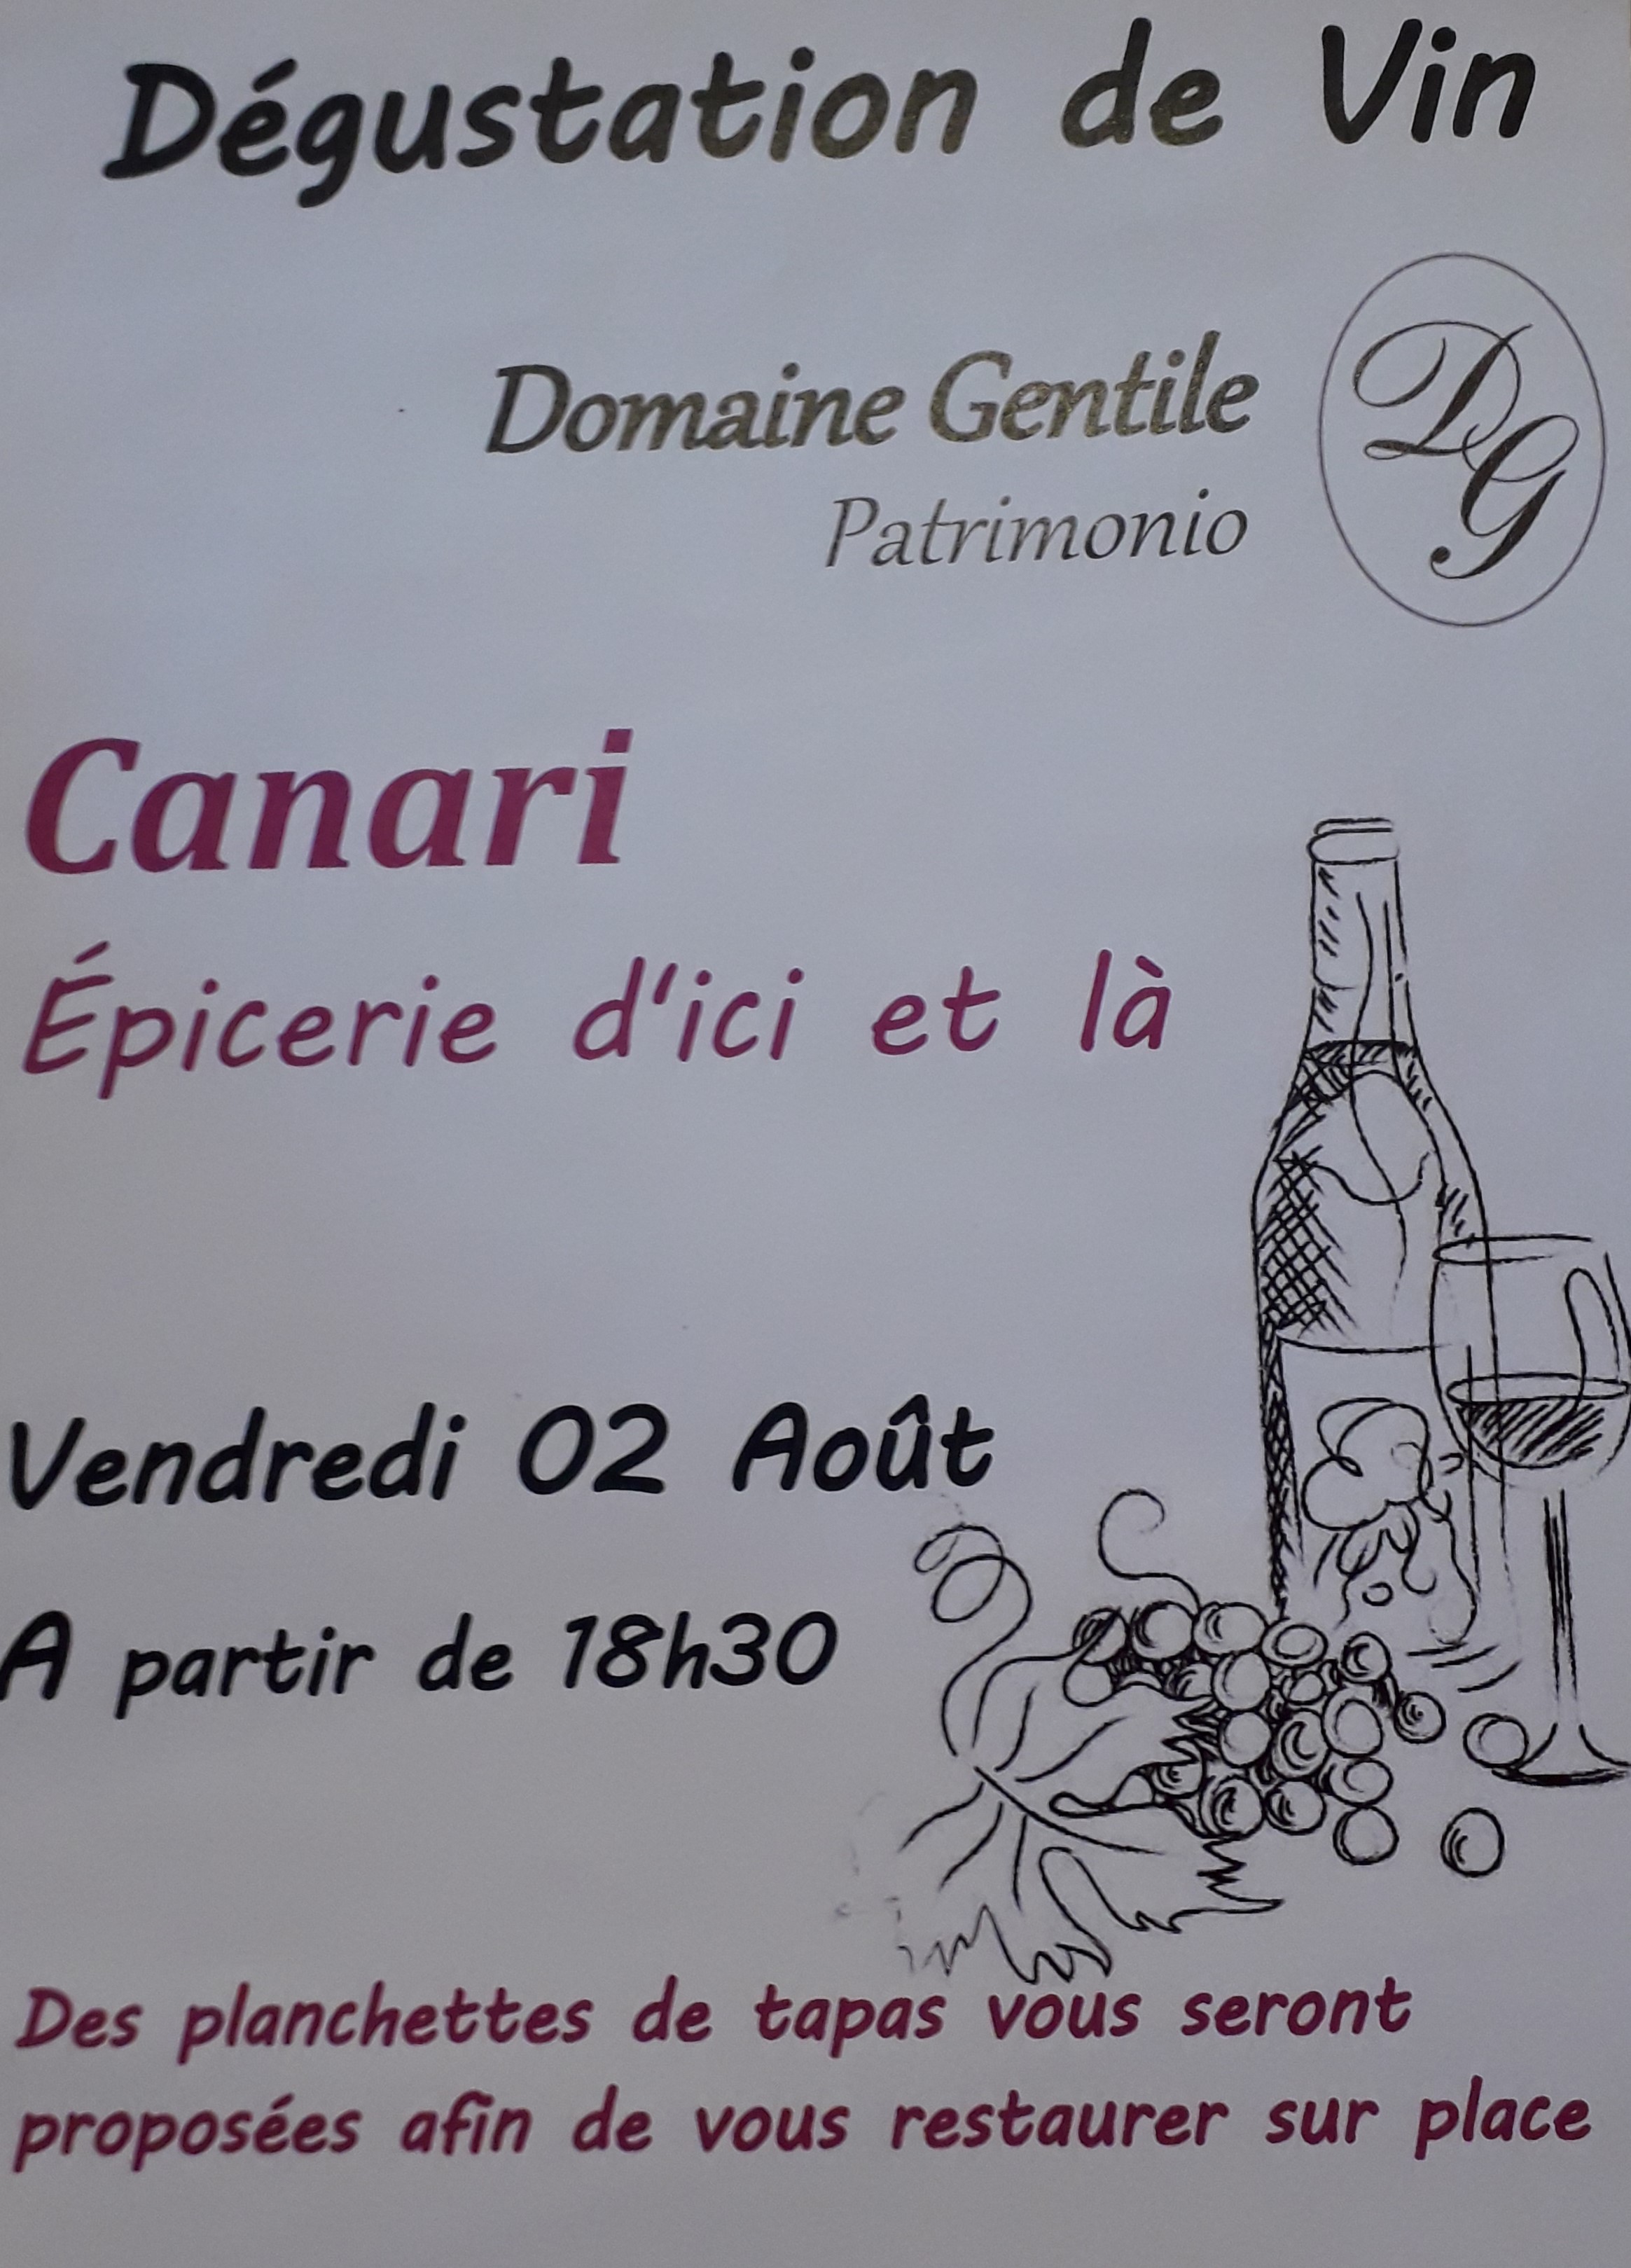 Dégustation de Vin
Domaine Gentile
Patrimonio
DG
Canari
Épicerie d'ici et là
Vendredi 02 Août
A partir de 18h30
Des planchettes de tapas vous seront
proposées afin de vous restaurer sur place